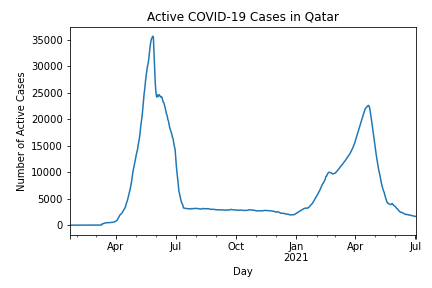 Active COVID-19 Cases in Qatar
35000
30000
25000
20000
15000
10000
5000
0
Number of Active Cases
Apr Jul Oct Jan Apr Jul
2021
Day